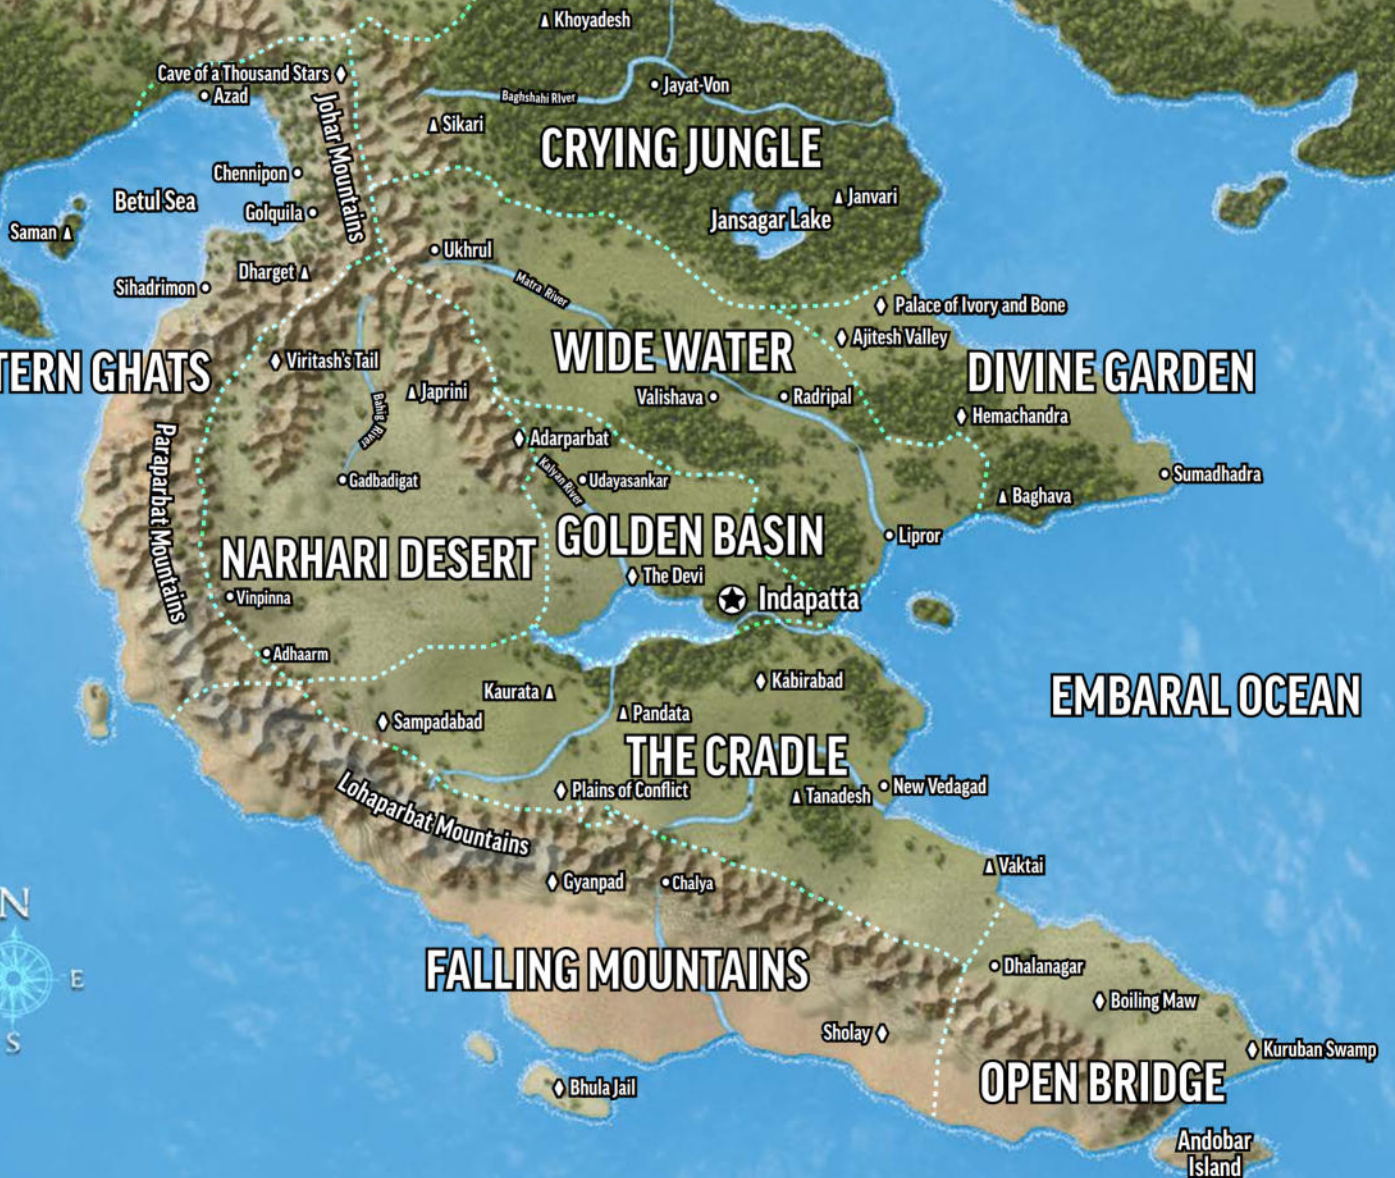 Khoyadesh
Cave of a Thousand Stars
Azad
Baghshahi River
Jayat-Von
Johar Mountains
Sikari
CRYING JUNGLE
Chennipon
Betul Sea
Golquila
Janvari
Jansagar Lake
Saman
Ukhrul
Dharget
Sihadrimon
Matra River
Palace of Ivory and Bone
Ajitesh Valley
WIDE WATER
TERN GHATS
Viritash's Tail
DIVINE GARDEN
Japrini
Valishava
Radripal
Bahig River
Hemachandra
Adarparbat
Paraparbat Mountains
Kalyan River
Gadbadigat
Udayasankar
Sumadhadra
Baghava
GOLDEN BASIN
Lipror
NARHARI DESERT
The Devi
Vinpinna
Indapatta
Adhaarm
Kaurata
Kabirabad
EMBARAL OCEAN
Sampadabad
Pandata
THE CRADLE
Plains of Conflict
Tanadesh
New Vedagad
Lohaparbat Mountains
Vaktai
Gyanpad
Chalya
N
E
S
FALLING MOUNTAINS
Dhalanagar
Boiling Maw
Sholay
Kuruban Swamp
OPEN BRIDGE
Bhula Jail
Andobar
Island